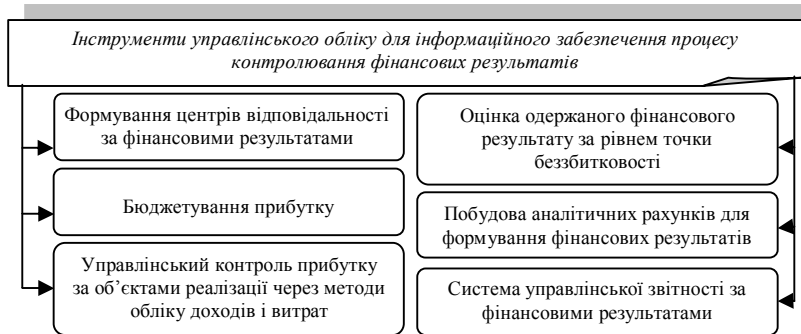 Інструменти управлінського обліку для інформаційного забезпечення процесу
контролювання фінансових результатів
Формування центрів відповідальності
за фінансовими результатами
Бюджетування прибутку
Управлінський контроль прибутку
за об’єктами реалізації через методи
обліку доходів і витрат
Оцінка одержаного фінансового
результату за рівнем точки
беззбитковості
Побудова аналітичних рахунків для
формування фінансових результатів
Система управлінської звітності за
фінансовими результатами